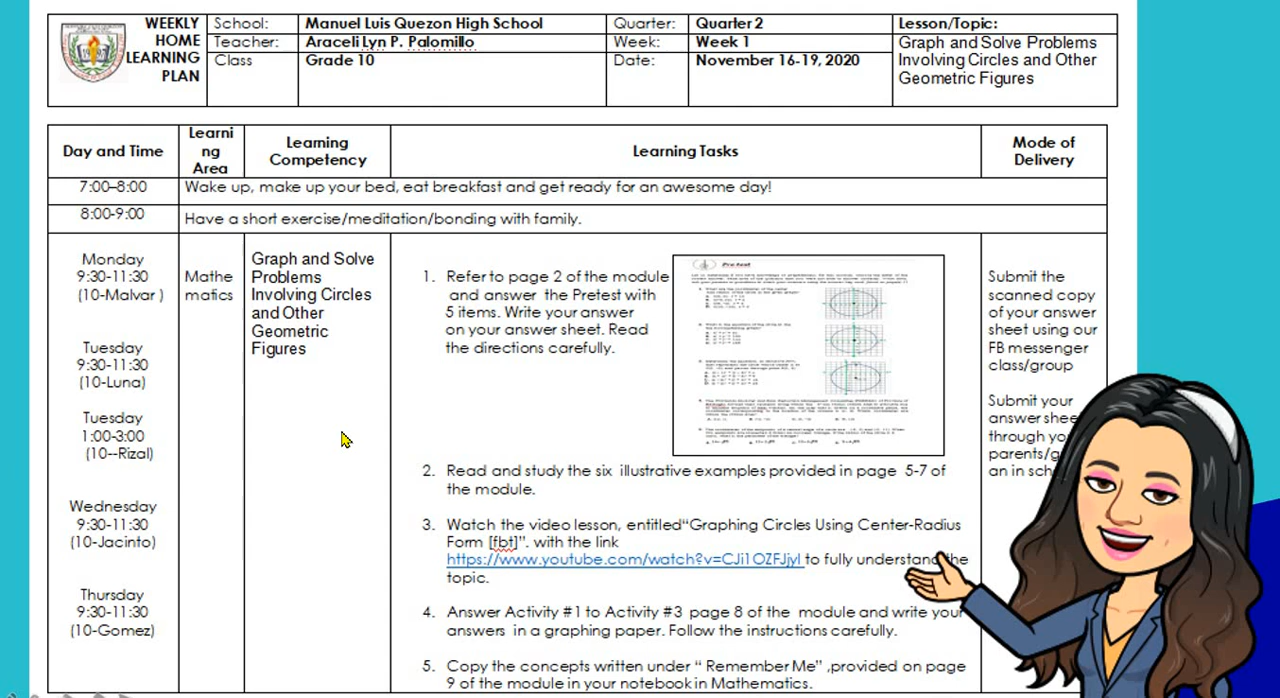 WEEKLY
HOME
LEARNING
PLAN
School:
Manuel Luis Quezon High School
Quarter:
Quarter 2
Lesson/Topic:
Teacher:
Araceli Lyn P. Palomillo
Week:
Week 1
Graph and Solve Problems
Involving Circles and Other
Geometric Figures
Class
Grade 10
Date:
November 16-19, 2020
Day and Time
Learni
ng
Area
Learning
Competency
Learning Tasks
Mode of
Delivery
7:00–8:00
Wake up, make up your bed, eat breakfast and get ready for an awesome day!
8:00-9:00
Have a short exercise/meditation/bonding with family.
Monday
9:30-11:30
(10-Malvar )
Tuesday
9:30-11:30
(10-Luna)
Tuesday
1:00-3:00
(10--Rizal)
Wednesday
9:30-11:30
(10-Jacinto)
Thursday
9:30-11:30
(10-Gomez)
Mathe
matics
Graph and Solve
Problems
Involving Circles
and Other
Geometric
Figures
1. Refer to page 2 of the module
and answer the Pretest with
5 items. Write your answer
on your answer sheet. Read
the directions carefully.
Pre-test
2. Read and study the six illustrative examples provided in page 5-7 of
the module.
3. Watch the video lesson, entitled“Graphing Circles Using Center-Radius
Form [fbt]”. with the link
https://www.youtube.com/watch?v=CJi1OZFJjyI to fully understand the
topic.
4. Answer Activity #1 to Activity #3 page 8 of the module and write your
answers in a graphing paper. Follow the instructions carefully.
5. Copy the concepts written under “ Remember Me” ,provided on page
9 of the module in your notebook in Mathematics.
Submit the
scanned copy
of your answer
sheet using our
FB messenger
class/group
Submit your
answer shee
through yo
parents/g
an in sch